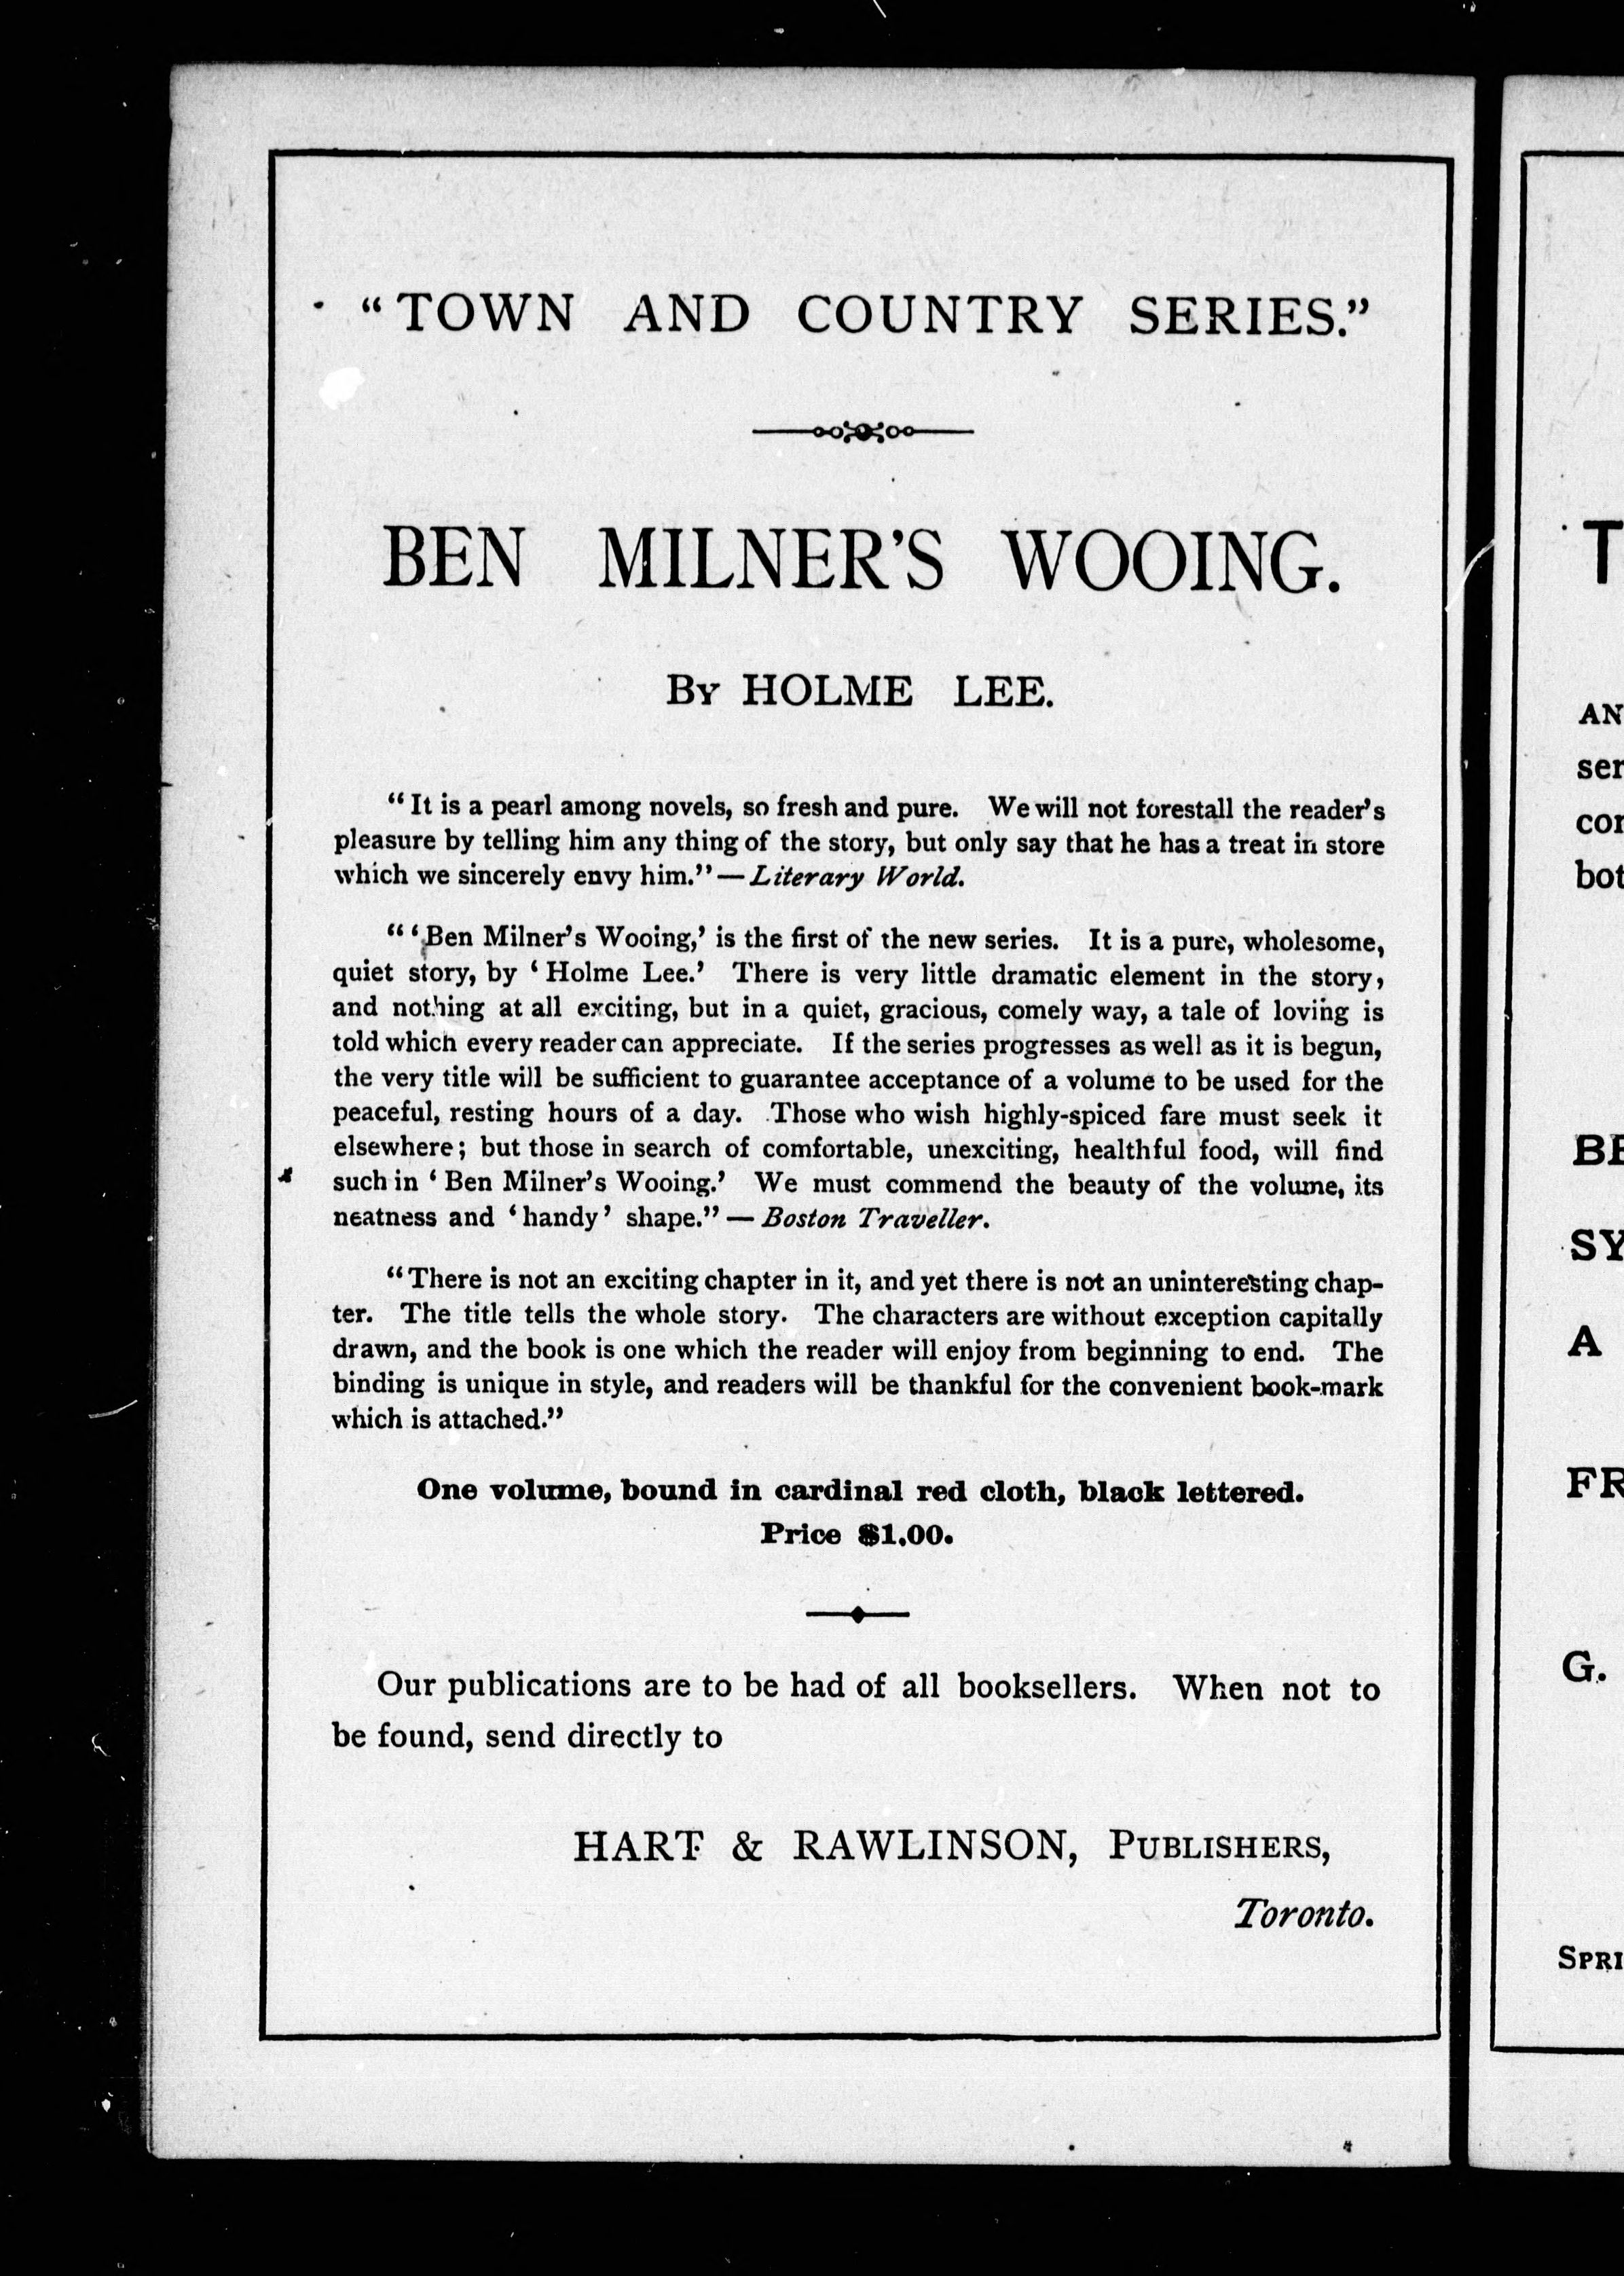 “TOWN AND COUNTRY SERIES.”
BEN MILNER’S WOOING.
By HOLME LEE.
“It is a pearl among novels, so fresh and pure. We will not forestall the reader’s
pleasure by telling him any thing of the story, but only say that he has a treat in store
which we sincerely envy him.”—Literary World.
“‘Ben Milner’s Wooing,’ is the first of the new series. It is a pure, wholesome,
quiet story, by ‘Holme Lee.’ There is very little dramatic element in the story,
and nothing at all exciting, but in a quiet, gracious, comely way, a tale of loving is
told which every reader can appreciate. If the series progresses as well as it is begun,
the very title will be sufficient to guarantee acceptance of a volume to be used for the
peaceful, resting hours of a day. Those who wish highly-spiced fare must seek it
elsewhere; but those in search of comfortable, unexciting, healthful food, will find
such in ‘Ben Milner’s Wooing.’ We must commend the beauty of the volume, its
neatness and ‘handy’ shape.”—Boston Traveller.
“There is not an exciting chapter in it, and yet there is not an uninteresting chap-
ter. The title tells the whole story. The characters are without exception capitally
drawn, and the book is one which the reader will enjoy from beginning to end. The
binding is unique in style, and readers will be thankful for the convenient book-mark
which is attached.”
One volume, bound in cardinal red cloth, black lettered.
Price $1.00.
Our publications are to be had of all booksellers. When not to
be found, send directly to
HART & RAWLINSON, Publishers,
Toronto.
T
AN
ser
con
bot
BE
SY
A
FR
G.
Spri